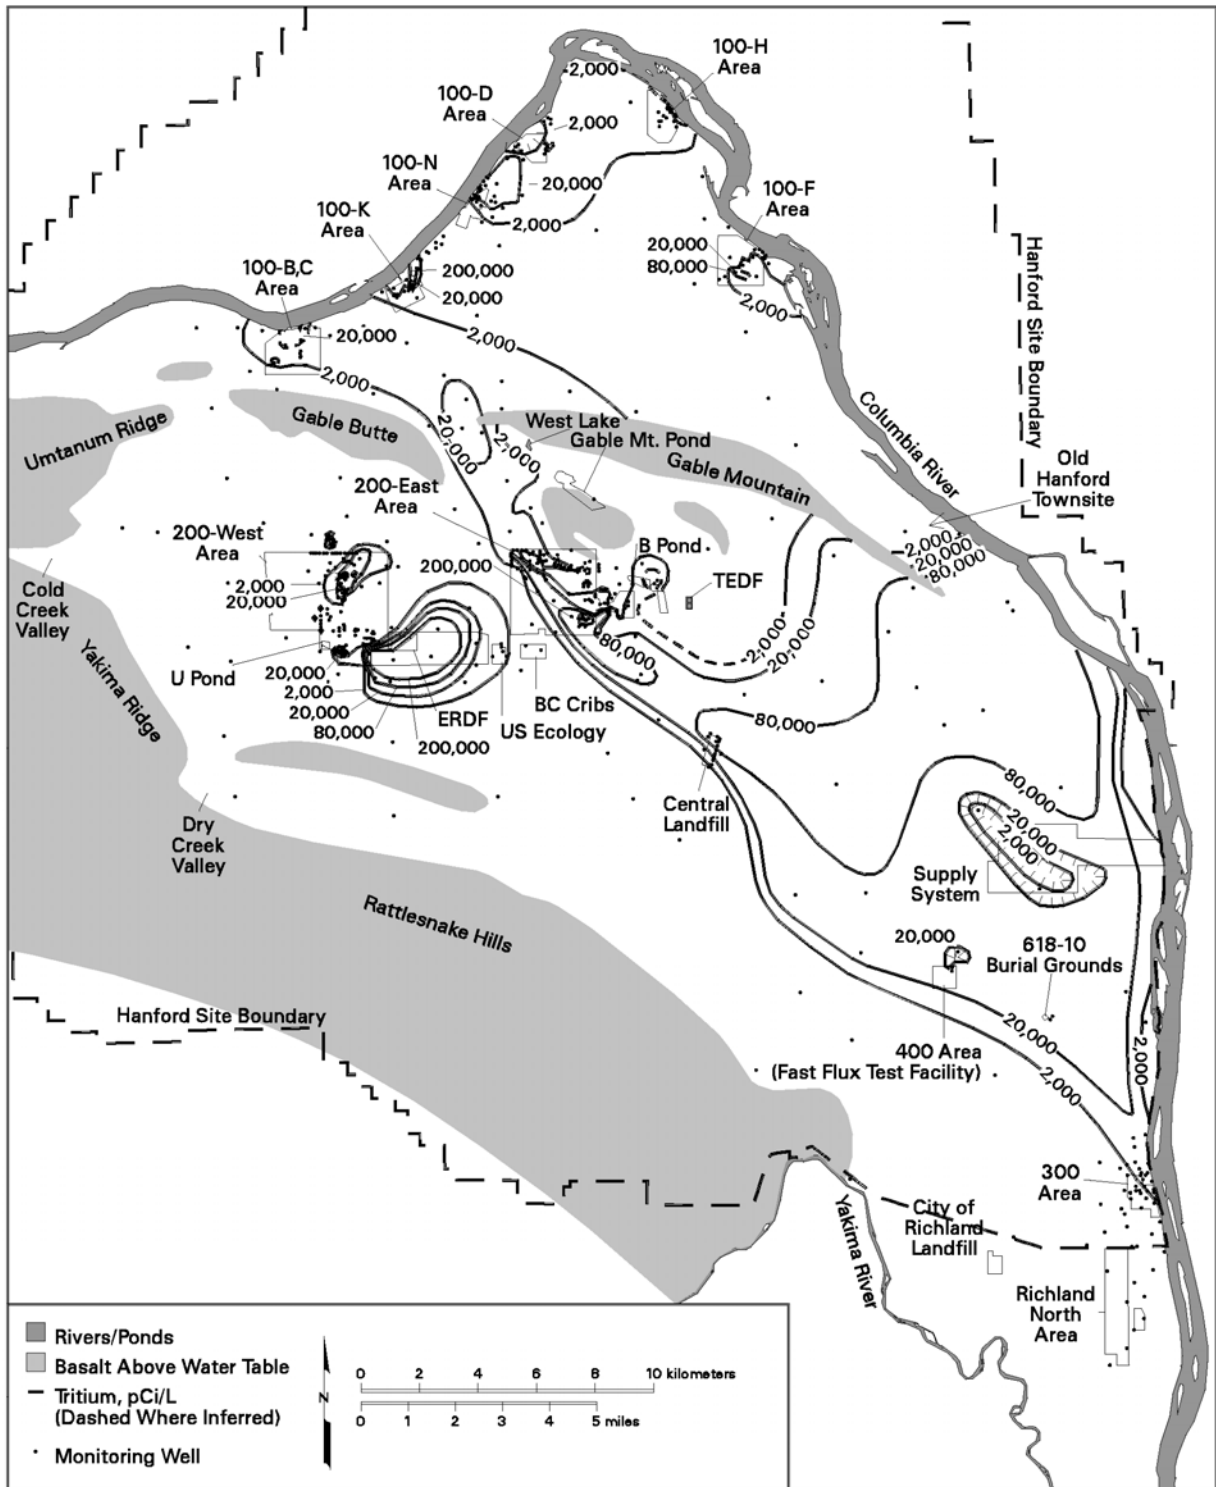 100-H
Area
2,000
100-D
Area
2,000
100-N
Area
20,000
2,000
100-F
Area
100-K
Area
20,000
80,000
200,000
20,000
100-B,C
Area
2,000
20,000
2,000
2,000
Hanford Site Boundary
Columbia River
Umtanum Ridge
Gable Butte
20,000
2,000
West Lake
Gable Mt. Pond
Gable Mountain
Old
Hanford
Townsite
200-East
Area
200-West
Area
2,000
20,000
80,000
B Pond
200,000
TEDF
2,000
20,000
Cold
Creek
Valley
2,000
20,000
80,000
Yakima Ridge
U Pond
20,000
2,000
20,000
80,000
200,000
ERDF
BC Cribs
US Ecology
80,000
Central
Landfill
80,000
20,000
2,000
Dry
Creek
Valley
Supply
System
Rattlesnake Hills
20,000
618-10
Burial Grounds
Hanford Site Boundary
20,000
2,000
400 Area
(Fast Flux Test Facility)
2,000
300
Area
City of
Richland
Landfill
Yakima River
Richland
North
Area
Rivers/Ponds
Basalt Above Water Table
Tritium, pCi/L
(Dashed Where Inferred)
Monitoring Well
N
0 2 4 6 8 10 kilometers
0 1 2 3 4 5 miles